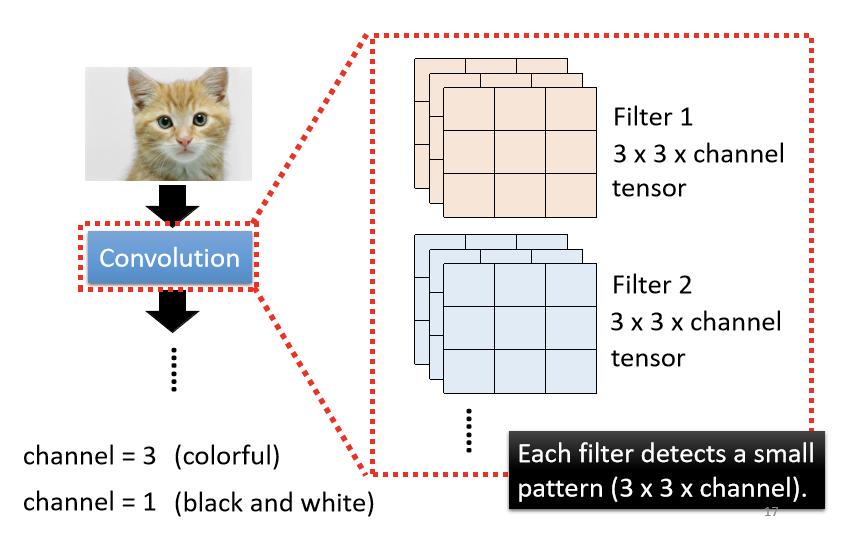 Convolution
channel = 3 (colorful)
channel = 1 (black and white)
Filter 1
3 x 3 x channel
tensor
Filter 2
3 x 3 x channel
tensor
Each filter detects a small
pattern (3 x 3 x channel).
17